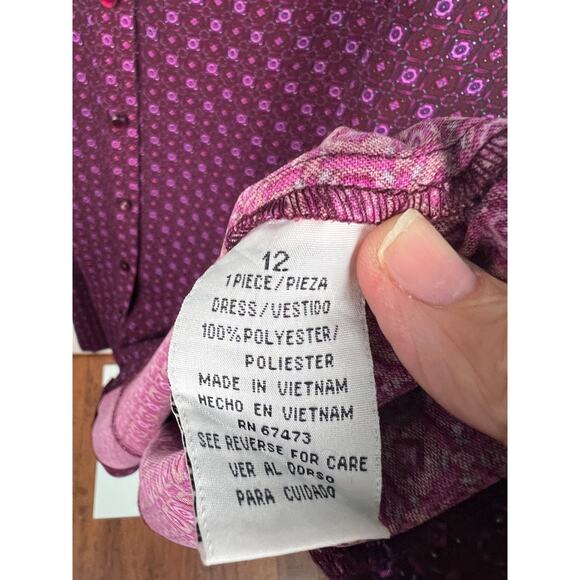 12
1 PIECE/PIEZA
DRESS/VESTIDO
100% POLYESTER/
POLIESTER
MADE IN VIETNAM
HECHO EN VIETNAM
RN 67473
SEE REVERSE FOR CARE
VER AL DORSO
PARA CUIDADO